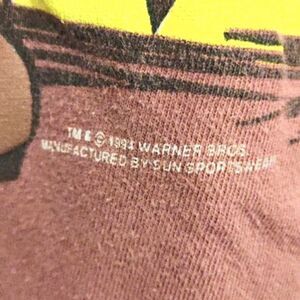 TM & © 1994 WARNER BROS.
MANUFACTURED BY SUN SPORTSWEAR